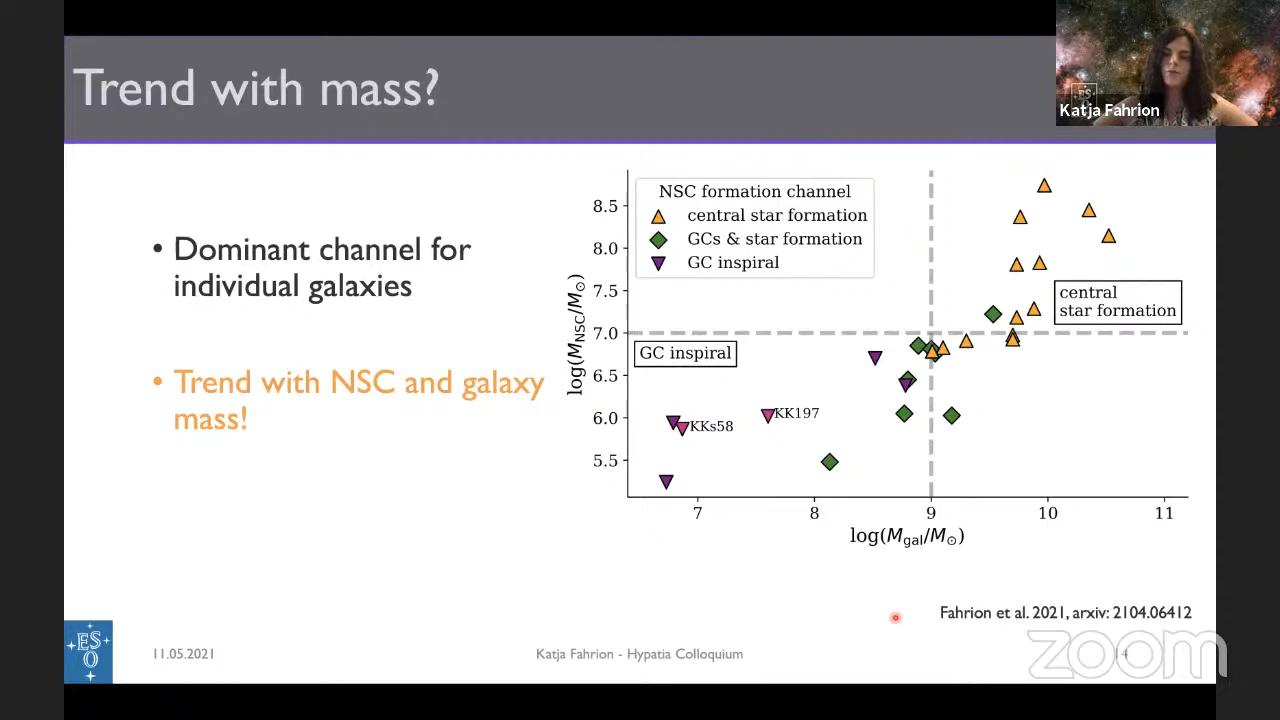 Trend with mass?
ES
Katja Fahrion
• Dominant channel for
individual galaxies
• Trend with NSC and galaxy
mass!
NSC formation channel
central star formation
GCs & star formation
GC inspiral
8.5
8.0
7.5
7.0
6.5
6.0
5.5
log(M_NSC/M_⊙)
central
star formation
GC inspiral
KKs58
KK197
7 8 9 10 11
log(M_gal/M_⊙)
Fahrion et al. 2021, arxiv: 2104.06412
ES
O
11.05.2021
Katja Fahrion - Hypatia Colloquium
14
zoom